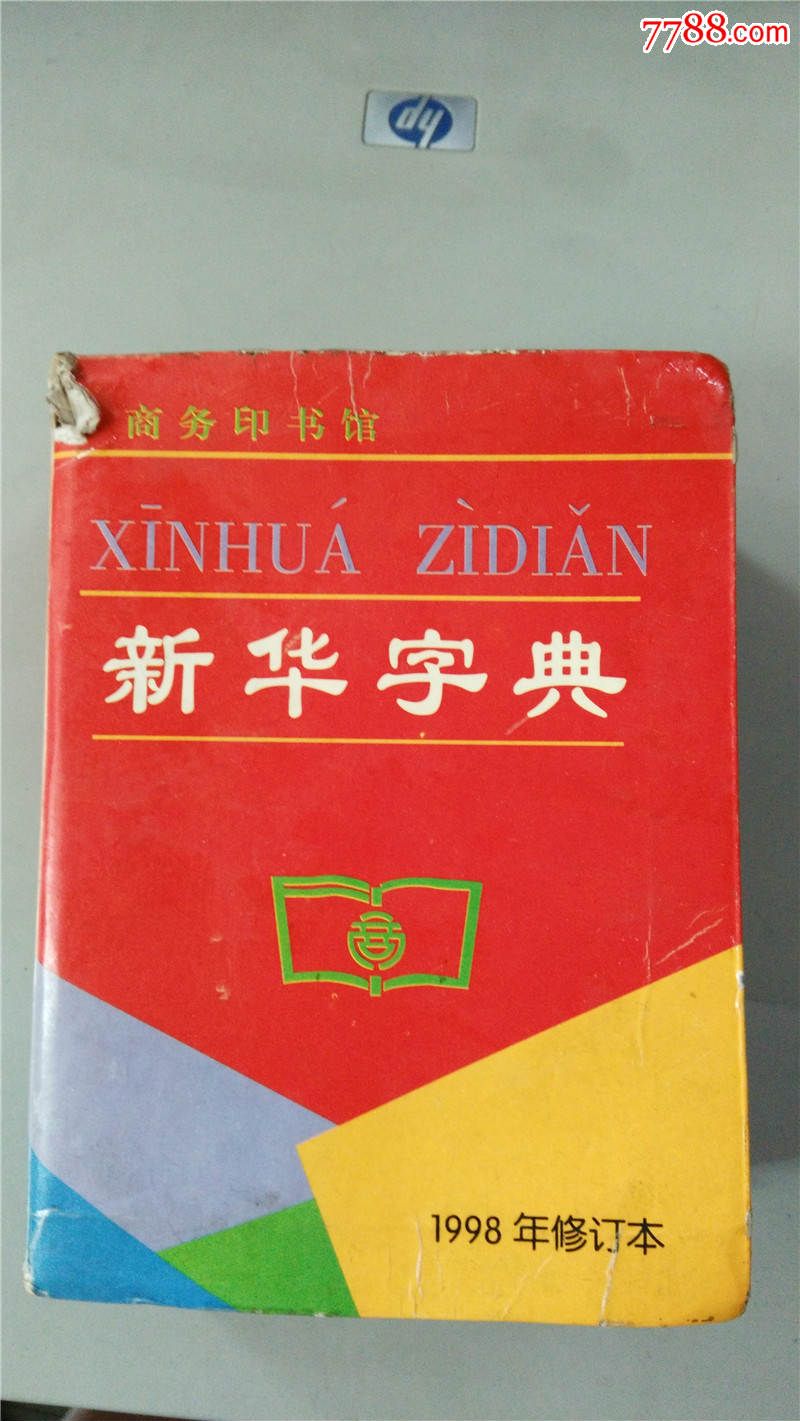 7788.com
hp
商务印书馆
XĪNHUÁ ZÌDIǍN
新华字典
1998年修订本